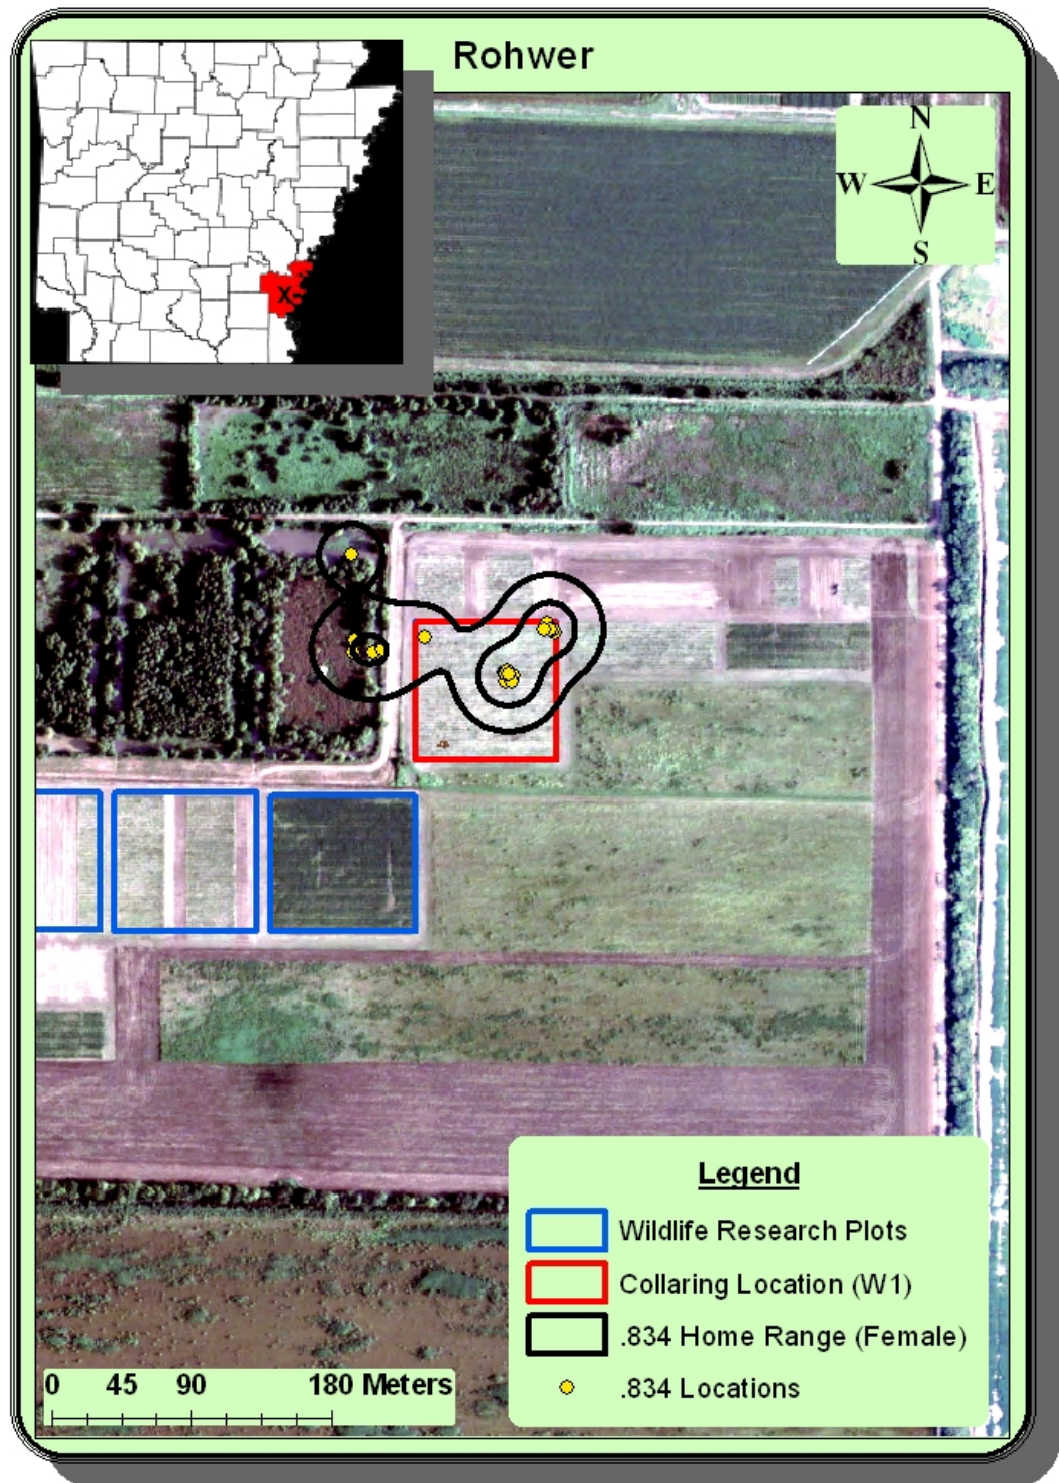 Rohwer
N
W E
S
X
Legend
Wildlife Research Plots
Collaring Location (W1)
.834 Home Range (Female)
.834 Locations
0 45 90 180 Meters